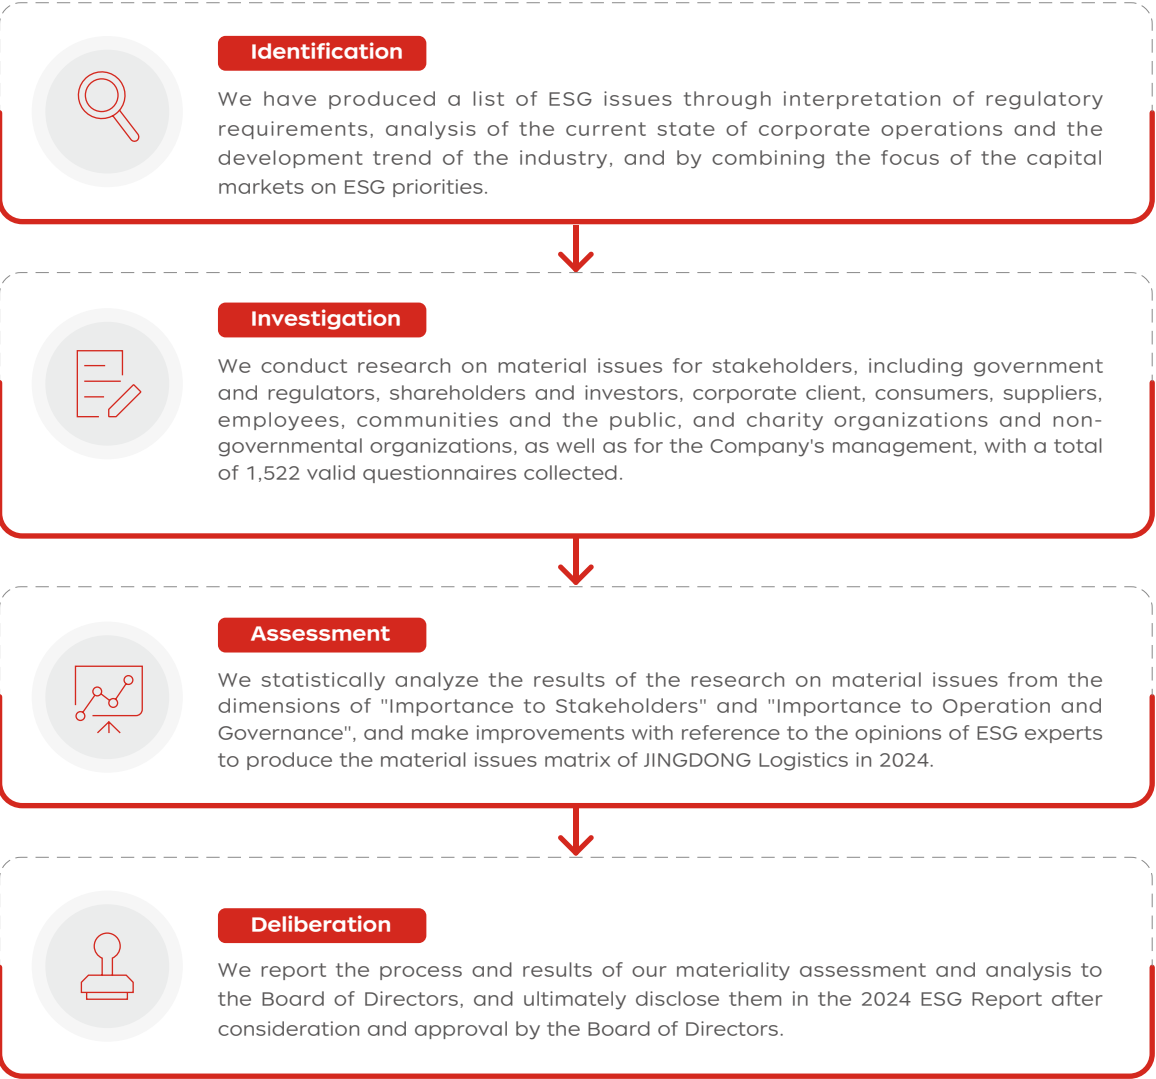 Identification
We have produced a list of ESG issues through interpretation of regulatory
requirements, analysis of the current state of corporate operations and the
development trend of the industry, and by combining the focus of the capital
markets on ESG priorities.
Investigation
We conduct research on material issues for stakeholders, including government
and regulators, shareholders and investors, corporate client, consumers, suppliers,
employees, communities and the public, and charity organizations and non-
governmental organizations, as well as for the Company's management, with a total
of 1,522 valid questionnaires collected.
Assessment
We statistically analyze the results of the research on material issues from the
dimensions of "Importance to Stakeholders" and "Importance to Operation and
Governance", and make improvements with reference to the opinions of ESG experts
to produce the material issues matrix of JINGDONG Logistics in 2024.
Deliberation
We report the process and results of our materiality assessment and analysis to
the Board of Directors, and ultimately disclose them in the 2024 ESG Report after
consideration and approval by the Board of Directors.